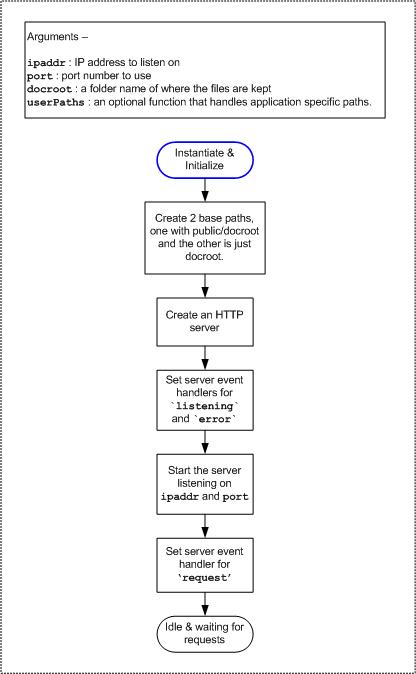 Arguments –
ipaddr : IP address to listen on
port : port number to use
docroot : a folder name of where the files are kept
userPaths : an optional function that handles application specific paths.
Instantiate &
Initialize
Create 2 base paths,
one with public/docroot
and the other is just
docroot.
Create an HTTP
server
Set server event
handlers for
`listening`
and `error`
Start the server
listening on
ipaddr and port
Set server event
handler for
‘request’
Idle & waiting for
requests